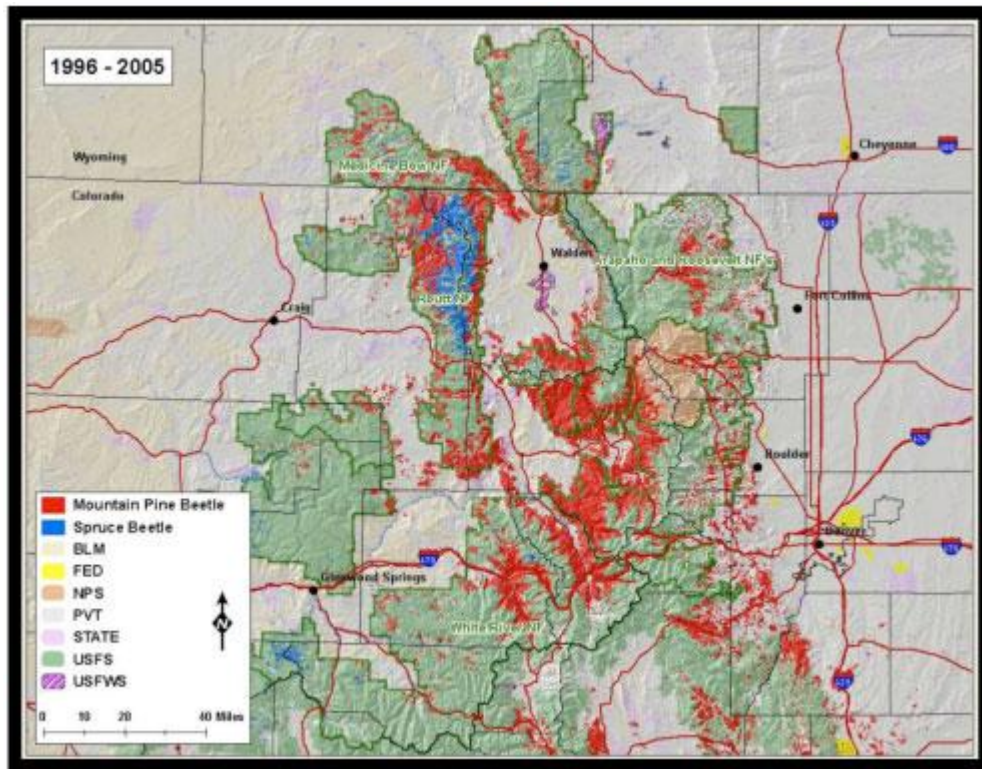 1996 - 2005
Wyoming
Cheyenne
Medicine Bow NF
Colorado
Walden
Arapaho and Roosevelt NF's
Routt NF
Fort Collins
Craig
Boulder
Mountain Pine Beetle
Spruce Beetle
BLM
FED
NPS
PVT
STATE
USFS
USFWS
N
0 10 20 40 Miles
Denver
Glenwood Springs
White River NF